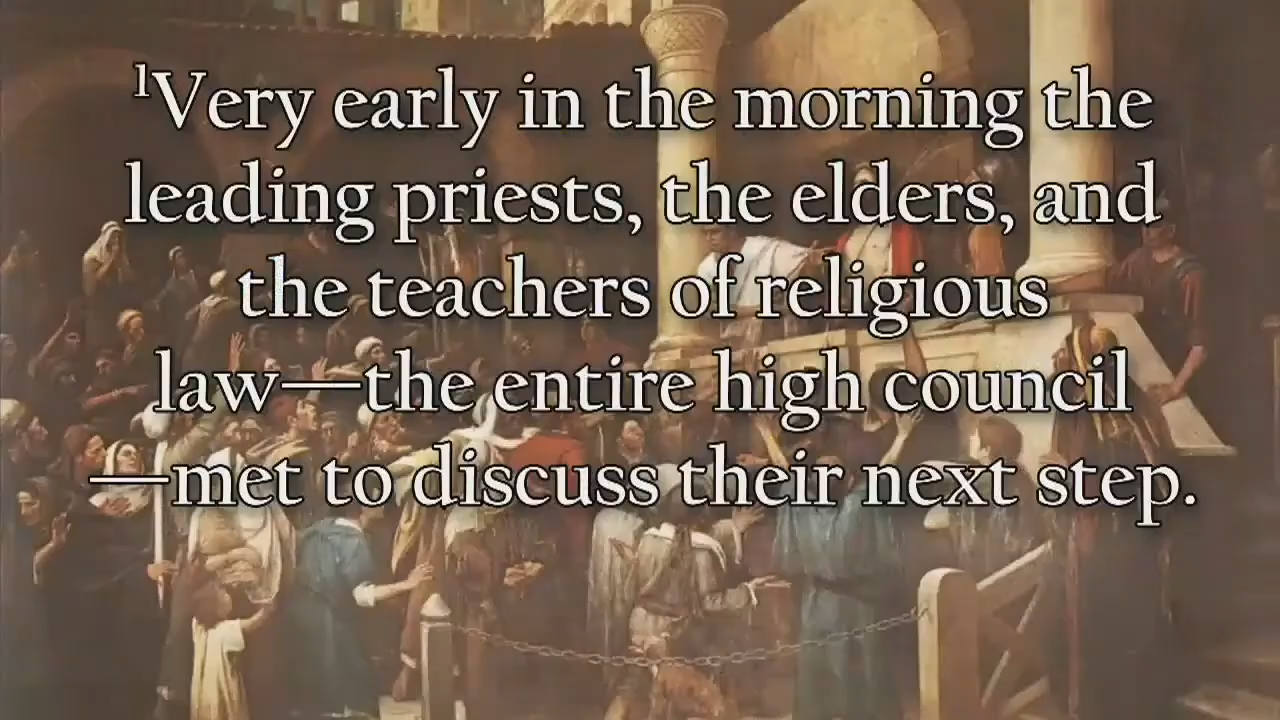 ¹Very early in the morning the
leading priests, the elders, and
the teachers of religious
law—the entire high council
—met to discuss their next step.